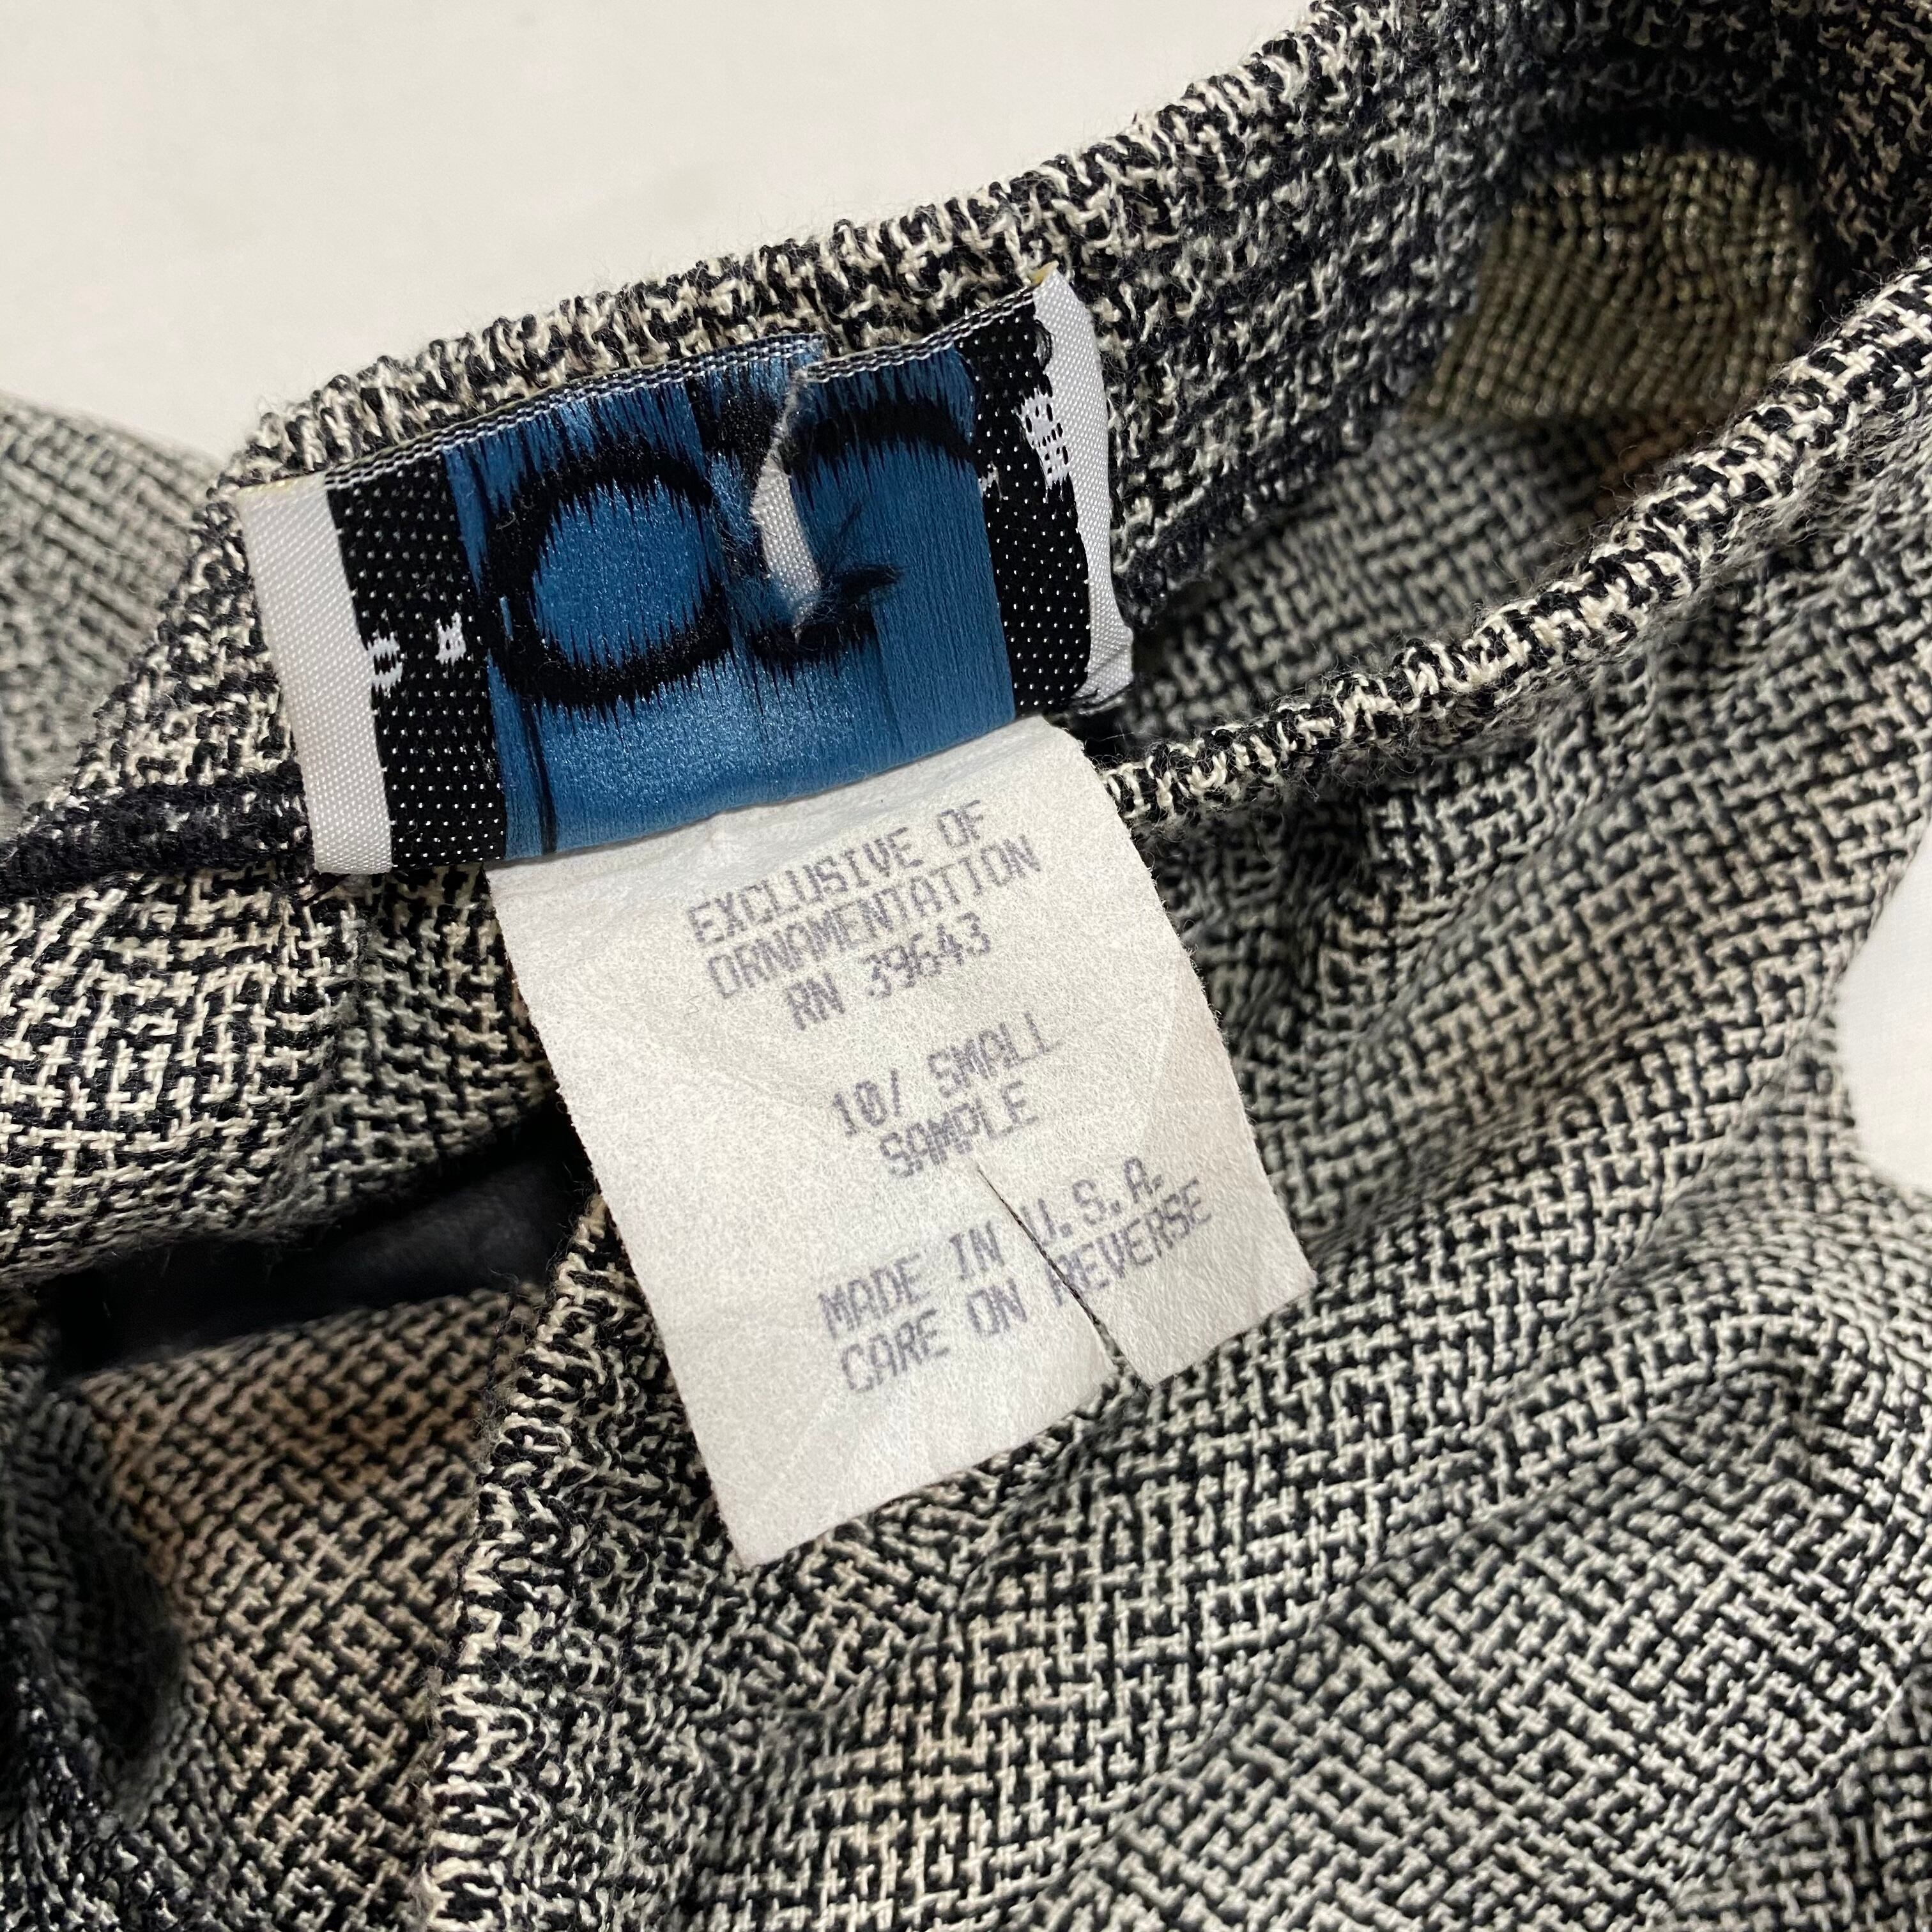 EXCLUSIVE OF
ORNAMENTATION
RN 39643
10/ SMALL
SAMPLE
MADE IN U.S.A.
CARE ON REVERSE